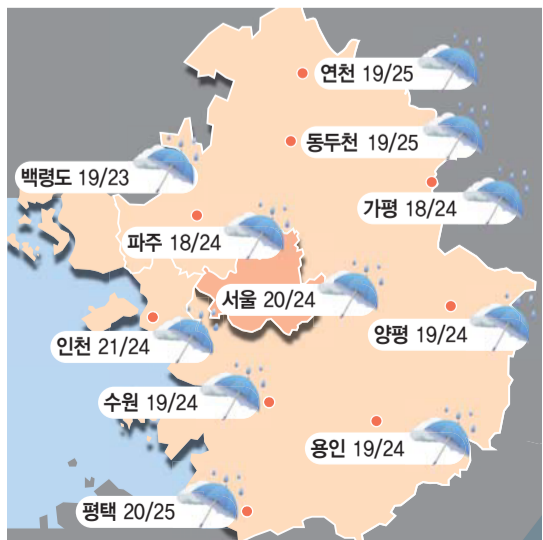 연천 19/25
동두천 19/25
백령도 19/23
가평 18/24
파주 18/24
서울 20/24
양평 19/24
인천 21/24
수원 19/24
용인 19/24
평택 20/25